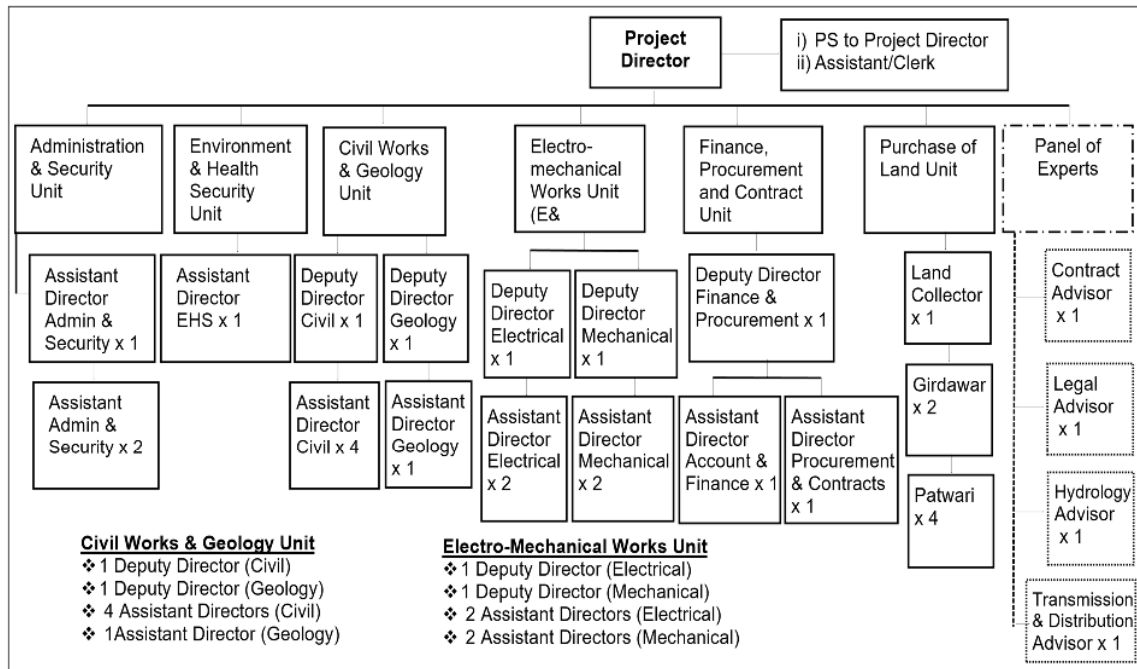 Project
Director
i) PS to Project Director
ii) Assistant/Clerk
Administration
& Security
Unit
Environment
& Health
Security
Unit
Civil Works
& Geology
Unit
Electro-
mechanical
Works Unit
(E&
Finance,
Procurement
and Contract
Unit
Purchase of
Land Unit
Panel of
Experts
Assistant
Director
Admin &
Security x 1
Assistant
Director
EHS x 1
Deputy
Director
Civil x 1
Deputy
Director
Geology
x 1
Deputy
Director
Electrical
x 1
Deputy
Director
Mechanical
x 1
Deputy Director
Finance &
Procurement x 1
Land
Collector
x 1
Contract
Advisor
x 1
Assistant
Admin &
Security x 2
Assistant
Director
Civil x 4
Assistant
Director
Geology
x 1
Assistant
Director
Electrical
x 2
Assistant
Director
Mechanical
x 2
Assistant
Director
Account &
Finance x 1
Assistant
Director
Procurement
& Contracts
x 1
Girdawar
x 2
Legal
Advisor
x 1
Patwari
x 4
Hydrology
Advisor
x 1
Transmission
& Distribution
Advisor x 1
Civil Works & Geology Unit
❖ 1 Deputy Director (Civil)
❖ 1 Deputy Director (Geology)
❖ 4 Assistant Directors (Civil)
❖ 1Assistant Director (Geology)
Electro-Mechanical Works Unit
❖ 1 Deputy Director (Electrical)
❖ 1 Deputy Director (Mechanical)
❖ 2 Assistant Directors (Electrical)
❖ 2 Assistant Directors (Mechanical)